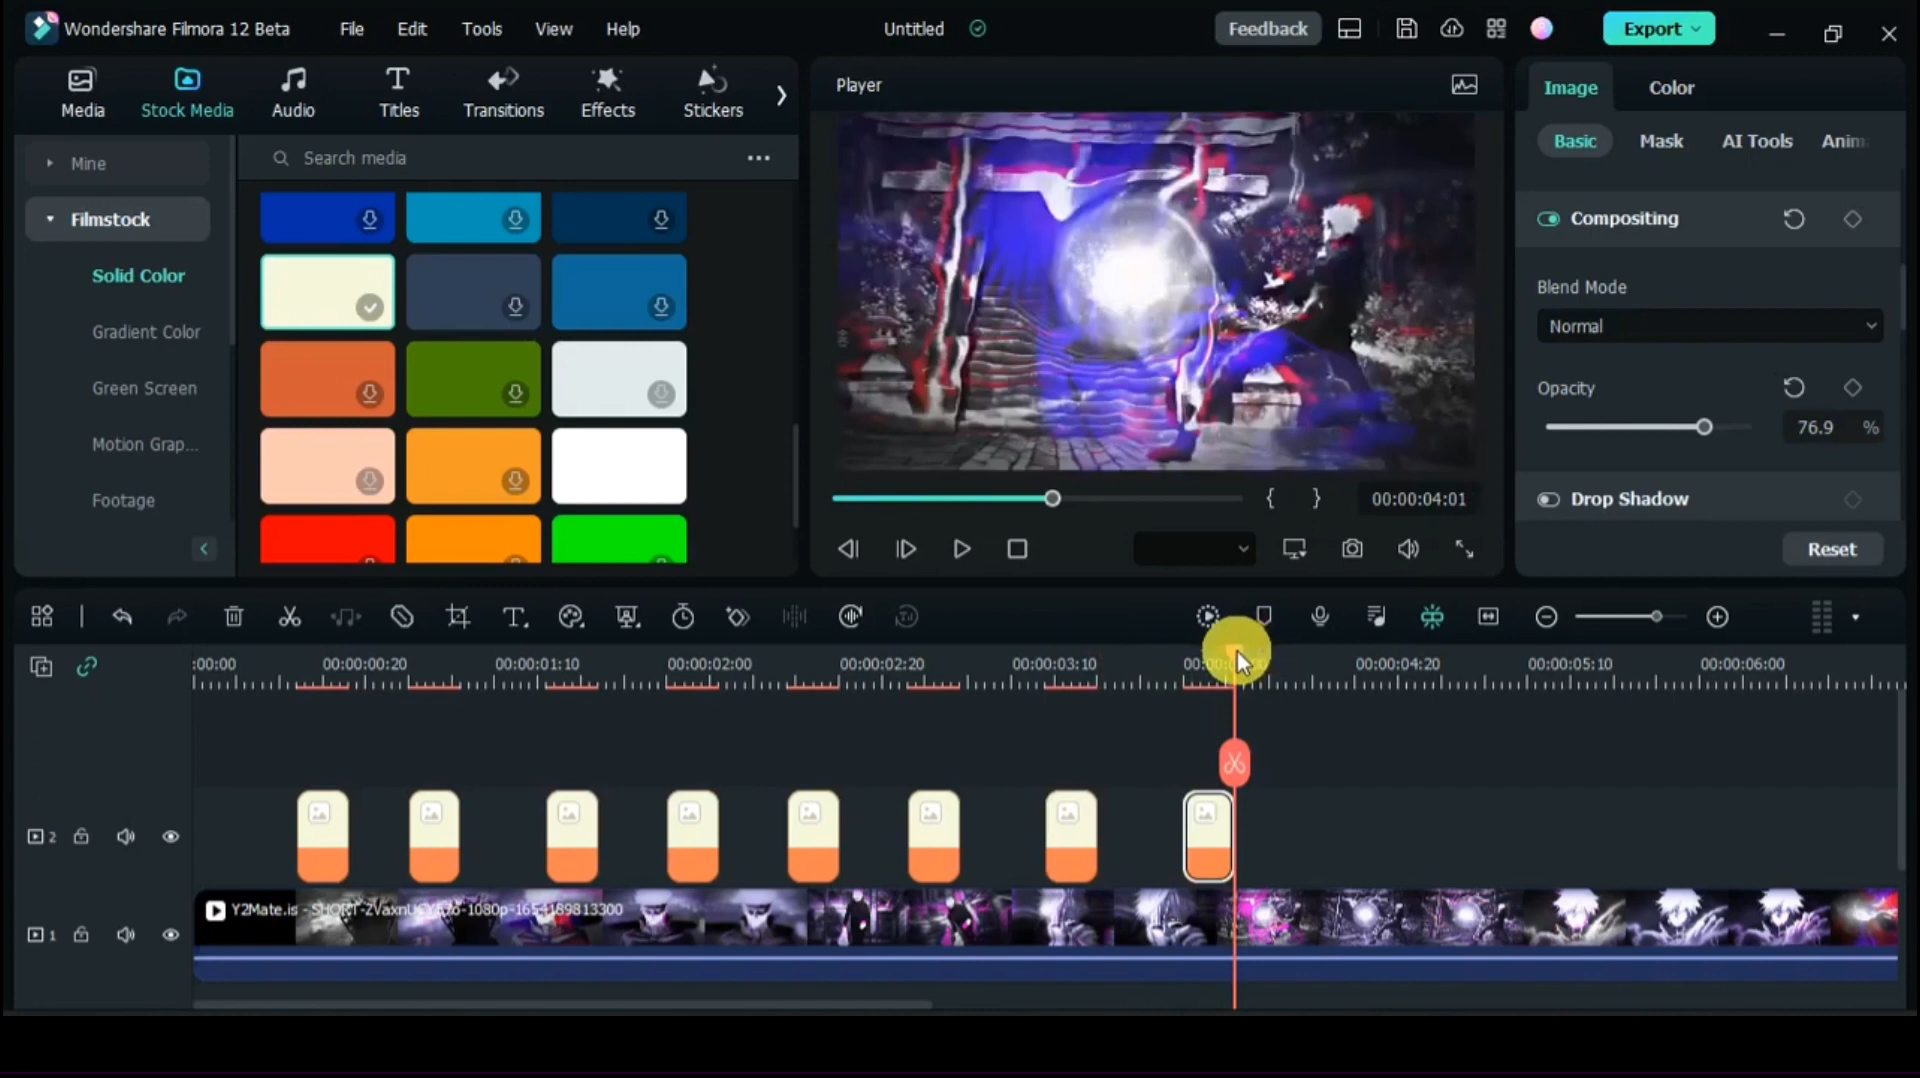 Wondershare Filmora 12 Beta
File
Edit
Tools
View
Help
Untitled
Feedback
Export
Media
Stock Media
Audio
Titles
Transitions
Effects
Stickers
Player
Image
Color
Mine
Search media
Basic
Mask
AI Tools
Anim
Filmstock
Compositing
Solid Color
Blend Mode
Gradient Color
Normal
Green Screen
Opacity
76.9 %
Motion Grap...
Footage
{ }
00:00:04:01
Drop Shadow
Reset
:00:00
00:00:00:20
00:00:01:10
00:00:02:00
00:00:02:20
00:00:03:10
00:00:04:20
00:00:05:10
00:00:06:00
2
1